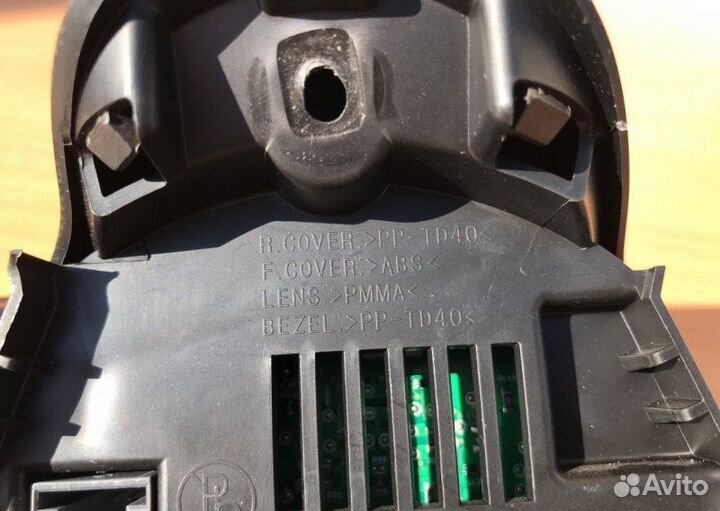 R.COVER:>PP-TD40<
F.COVER:>ABS<
LENS:>PMMA<
BEZEL:>PP-TD40<
Avito